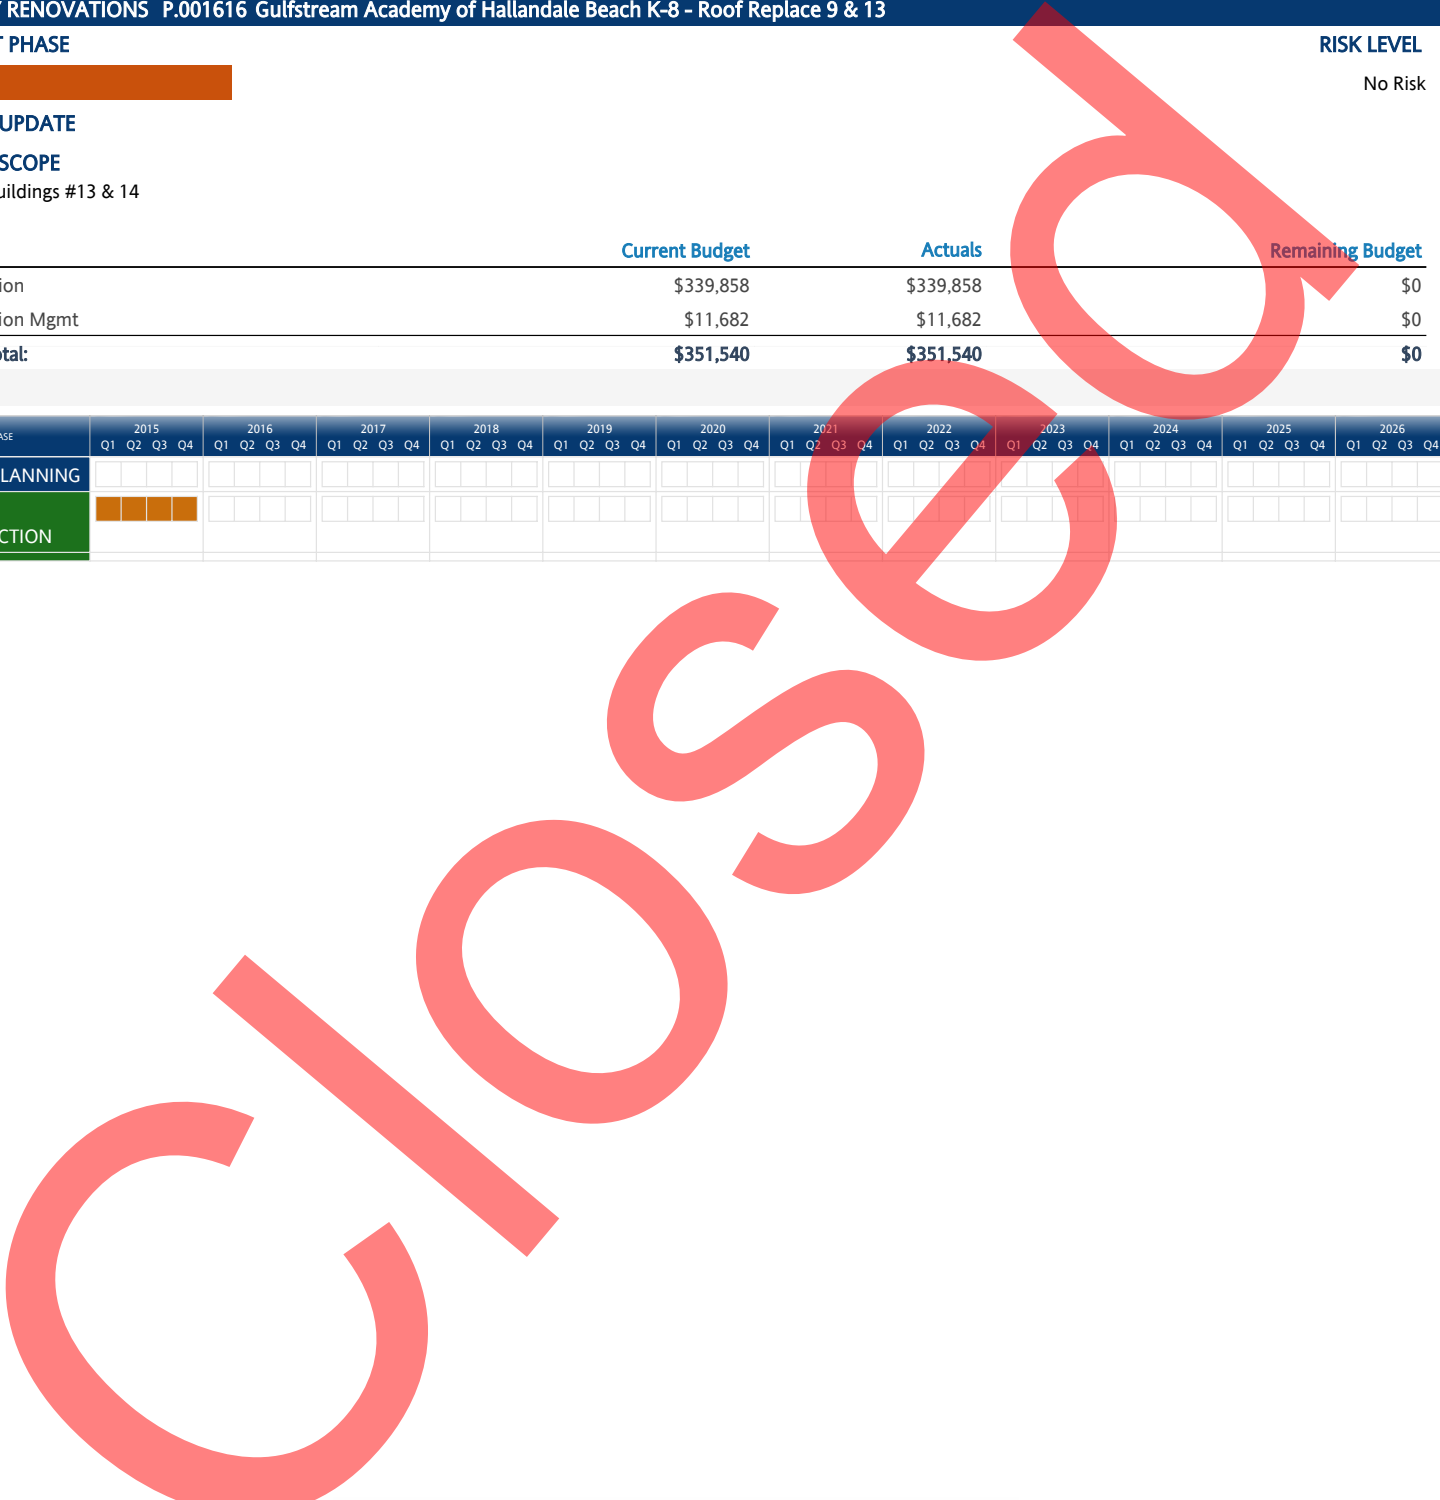 RENOVATIONS P.001616 Gulfstream Academy of Hallandale Beach K-8 - Roof Replace 9 & 13
T PHASE RISK LEVEL
No Risk
UPDATE
SCOPE
uildings #13 & 14
Current Budget Actuals Remaining Budget
ion $339,858 $339,858 $0
ion Mgmt $11,682 $11,682 $0
otal: $351,540 $351,540 $0
2015 2016 2017 2018 2019 2020 2021 2022 2023 2024 2025 2026
ASE Q1 Q2 Q3 Q4 Q1 Q2 Q3 Q4 Q1 Q2 Q3 Q4 Q1 Q2 Q3 Q4 Q1 Q2 Q3 Q4 Q1 Q2 Q3 Q4 Q1 Q2 Q3 Q4 Q1 Q2 Q3 Q4 Q1 Q2 Q3 Q4 Q1 Q2 Q3 Q4 Q1 Q2 Q3 Q4 Q1 Q2 Q3 Q4
LANNING
CTION
Closed